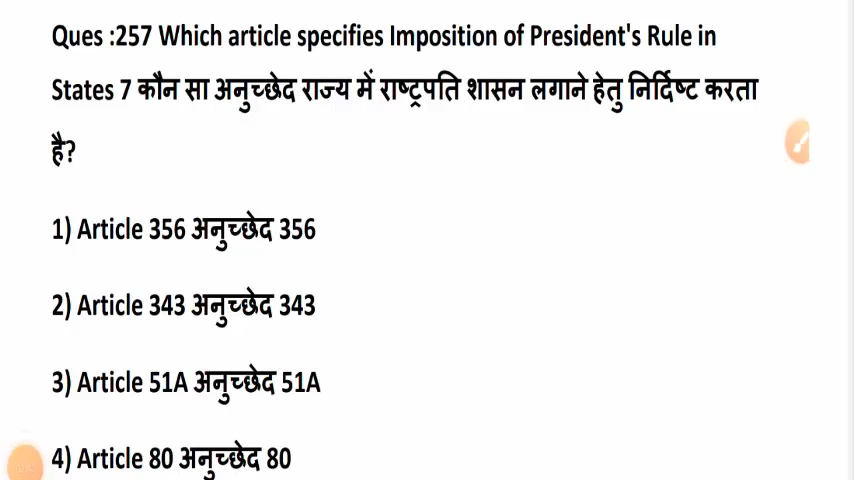 Ques :257 Which article specifies Imposition of President's Rule in
States 7 कौन सा अनुच्छेद राज्य में राष्ट्रपति शासन लगाने हेतु निर्दिष्ट करता
है?
1) Article 356 अनुच्छेद 356
2) Article 343 अनुच्छेद 343
3) Article 51A अनुच्छेद 51A
4) Article 80 अनुच्छेद 80